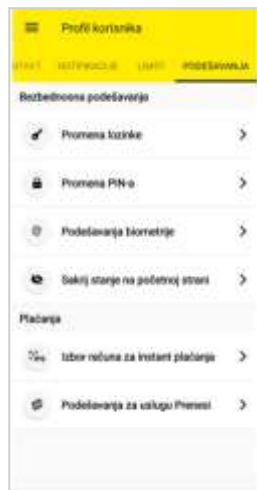 Profil korisnika
NOTIFIKACIJE LIMITI PODEŠAVANJA
Bezbednosna podešavanja
Promena lozinke
Promena PIN-a
Podešavanja biometrije
Sakrij stanje na početnoj strani
Plaćanja
Izbor računa za instant plaćanja
Podešavanja za uslugu Prenesi